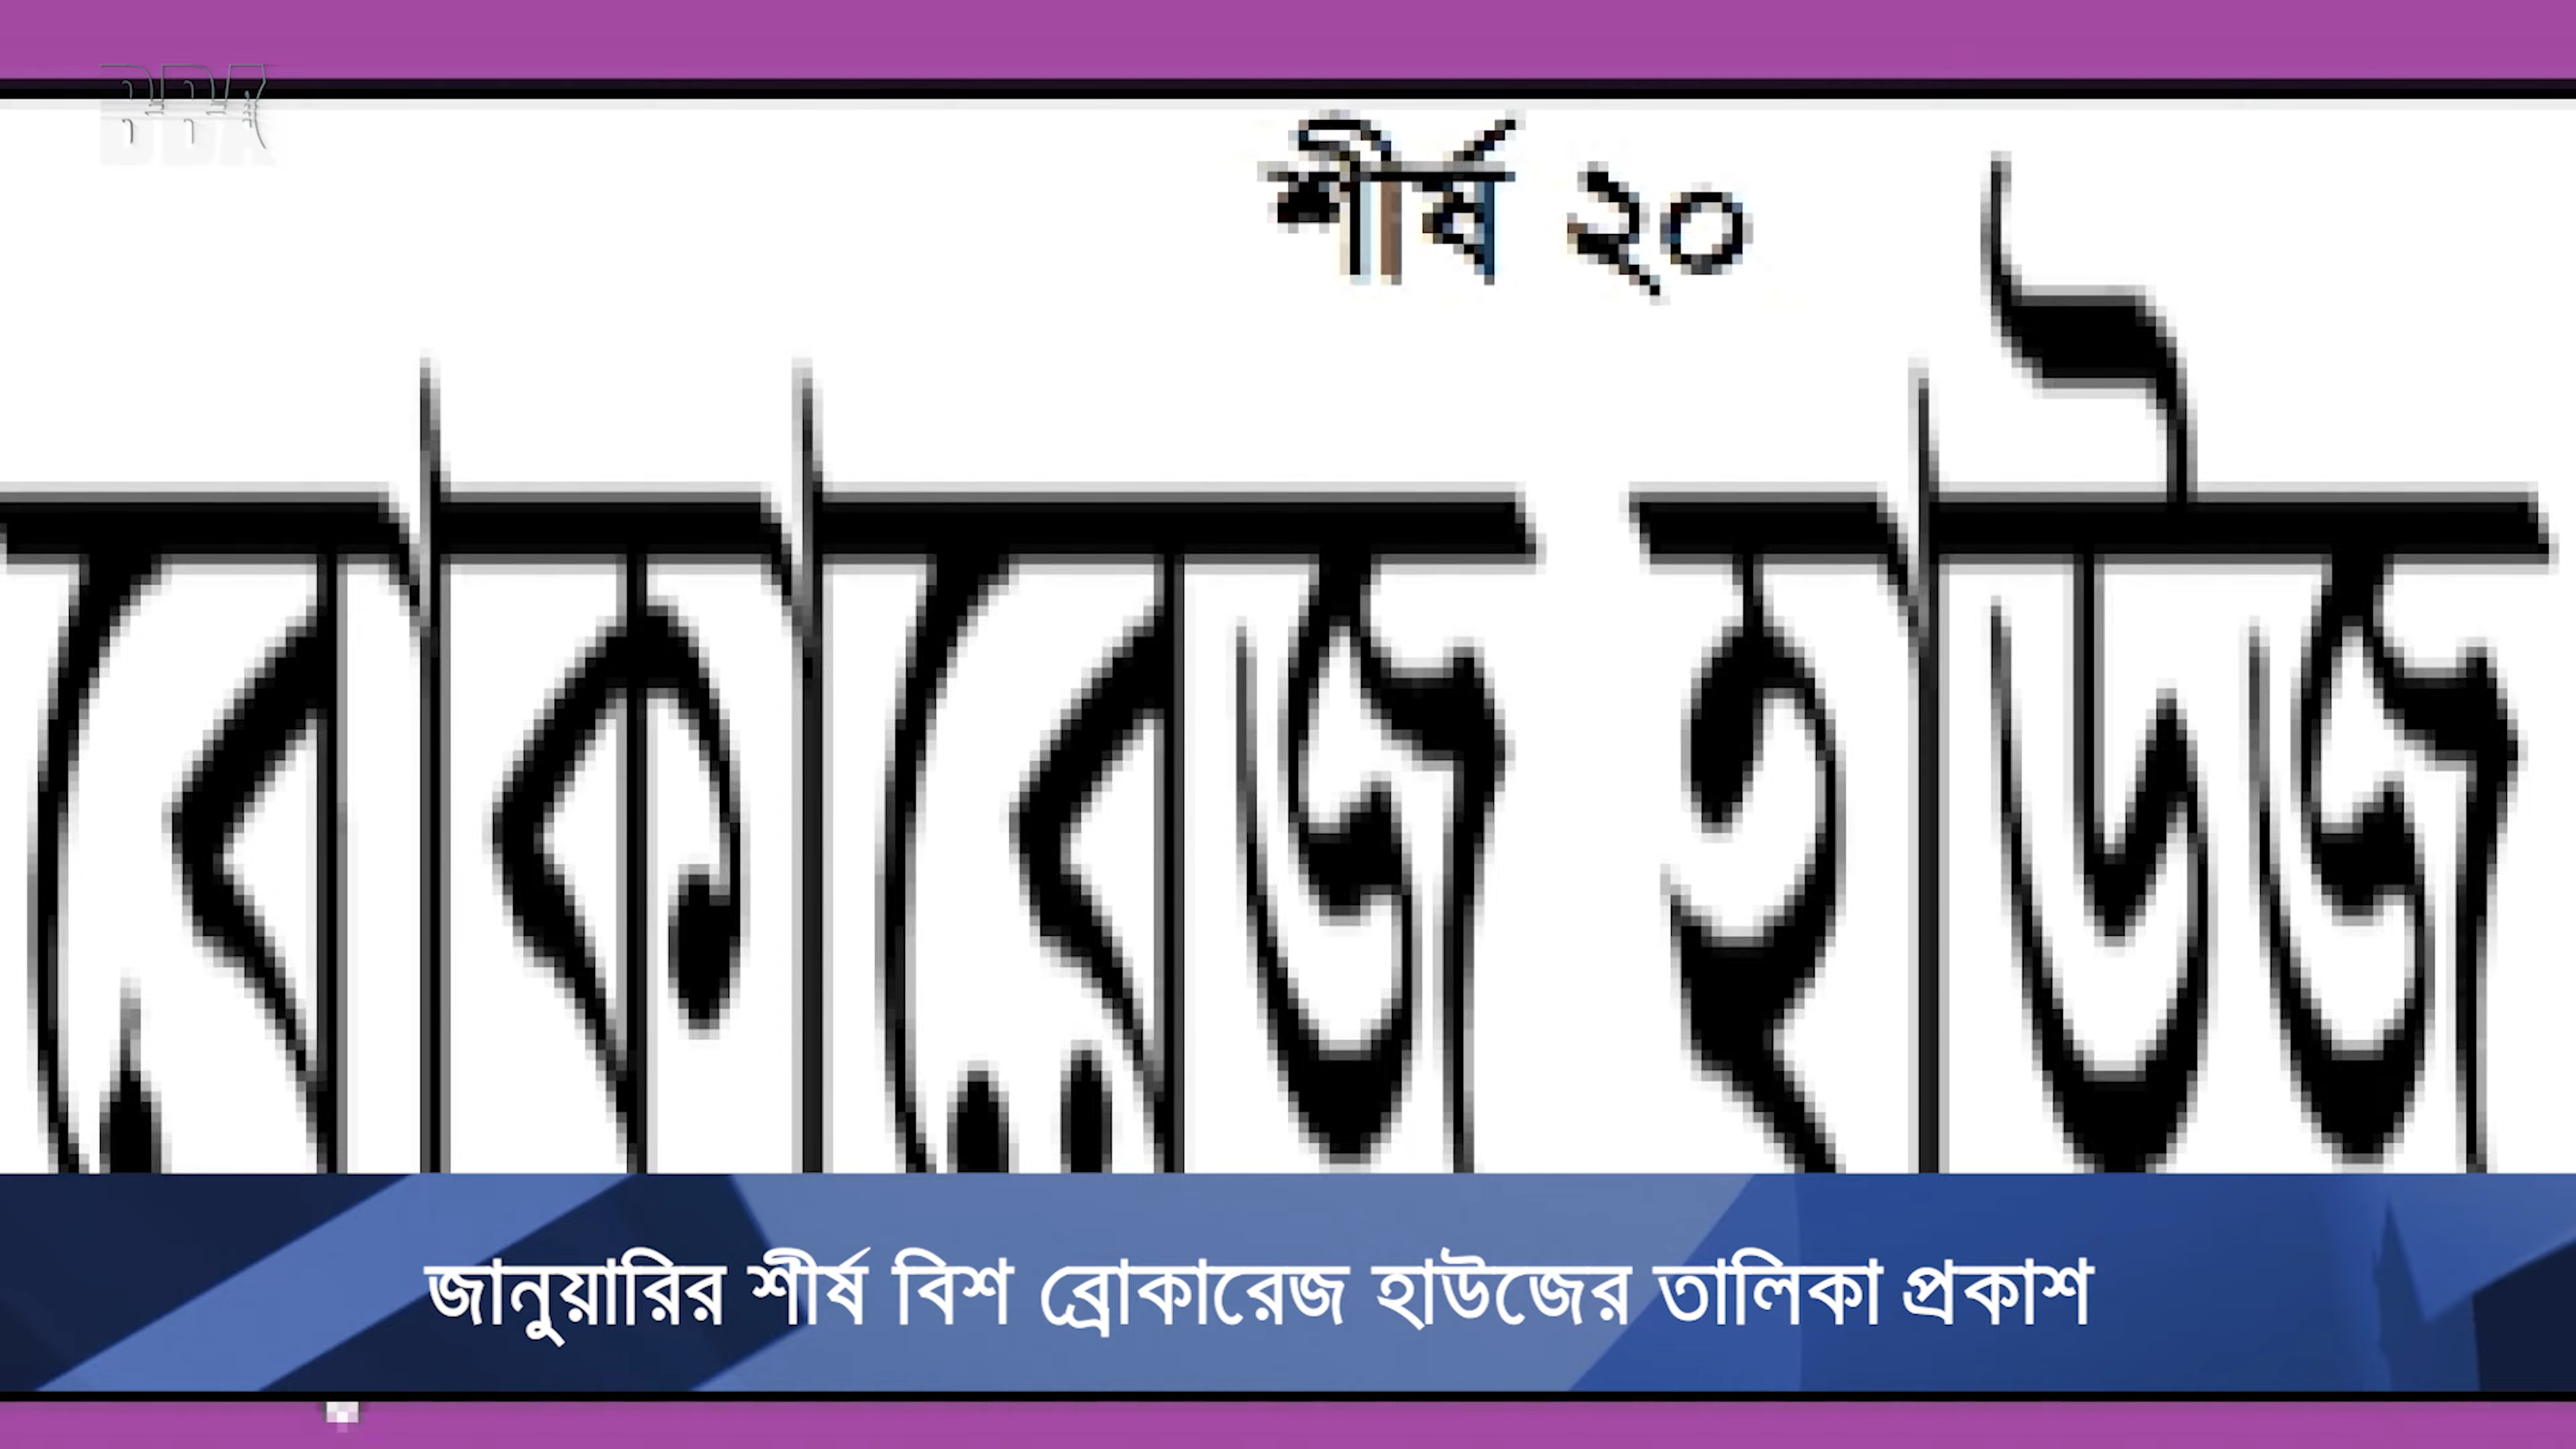 শীর্ষ ২০
ব্রোকারেজ হাউজ
জানুয়ারির শীর্ষ বিশ ব্রোকারেজ হাউজের তালিকা প্রকাশ